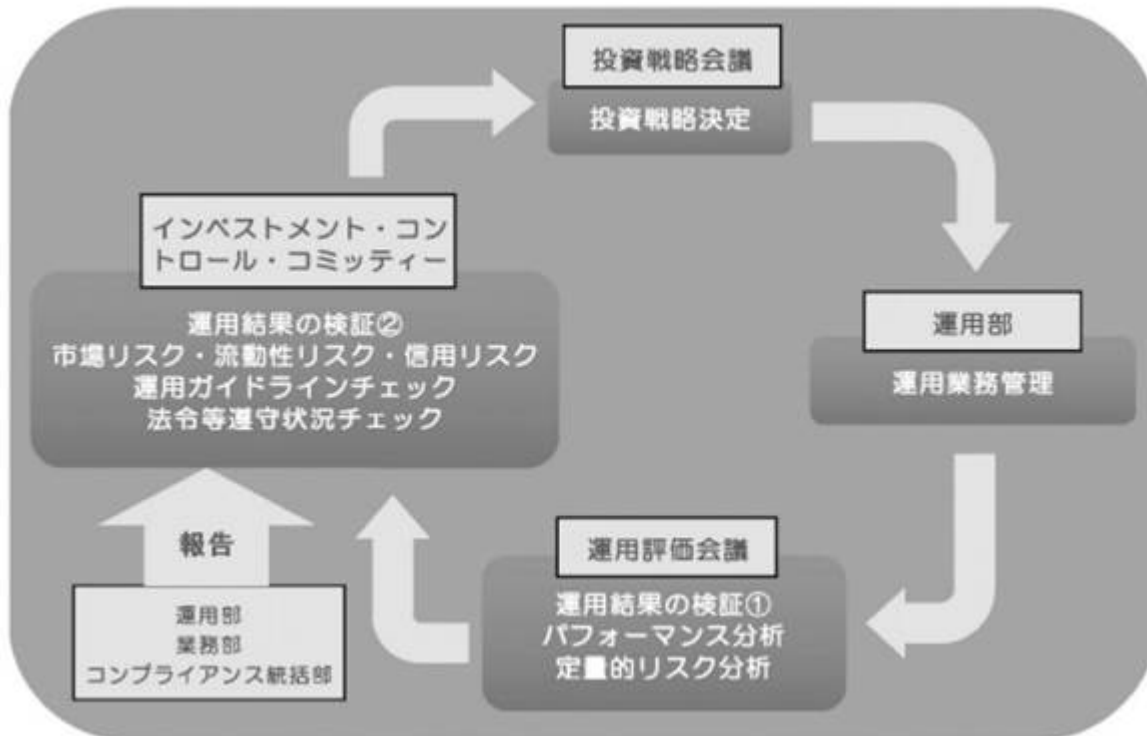 投資戦略会議
投資戦略決定
運用部
運用業務管理
運用評価会議
運用結果の検証①
パフォーマンス分析
定量的リスク分析
インベストメント・コン
トロール・コミッティー
運用結果の検証②
市場リスク・流動性リスク・信用リスク
運用ガイドラインチェック
法令等遵守状況チェック
報告
運用部
業務部
コンプライアンス統括部